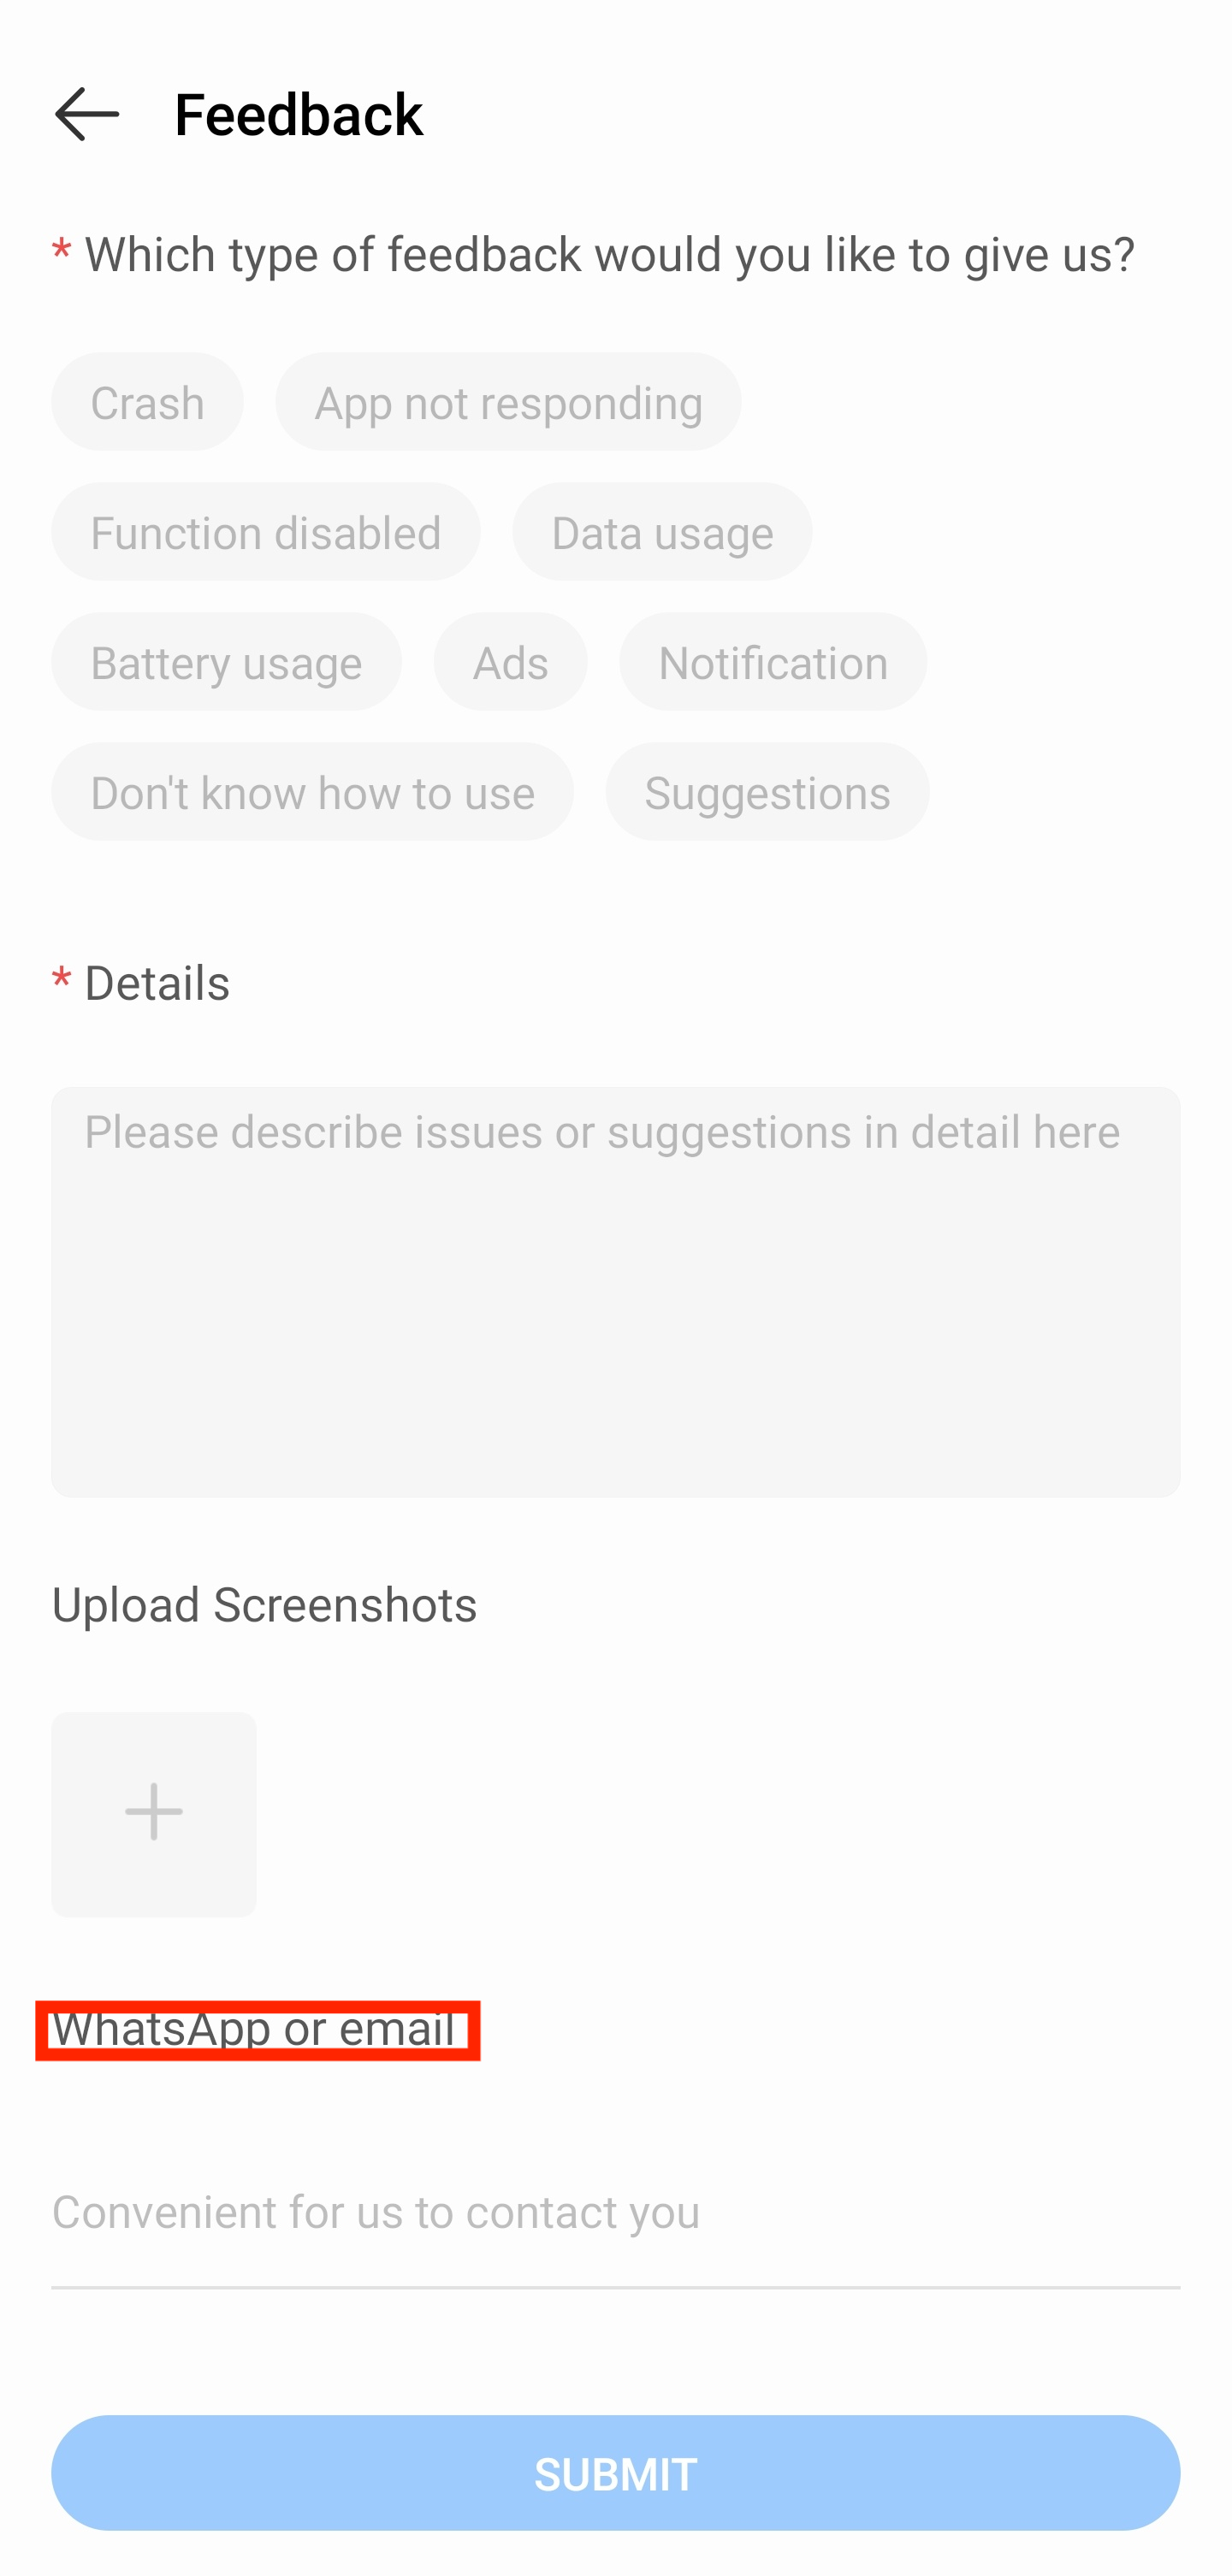 Feedback
* Which type of feedback would you like to give us?
Crash App not responding
Function disabled Data usage
Battery usage Ads Notification
Don't know how to use Suggestions
* Details
Please describe issues or suggestions in detail here
Upload Screenshots
WhatsApp or email
Convenient for us to contact you
SUBMIT